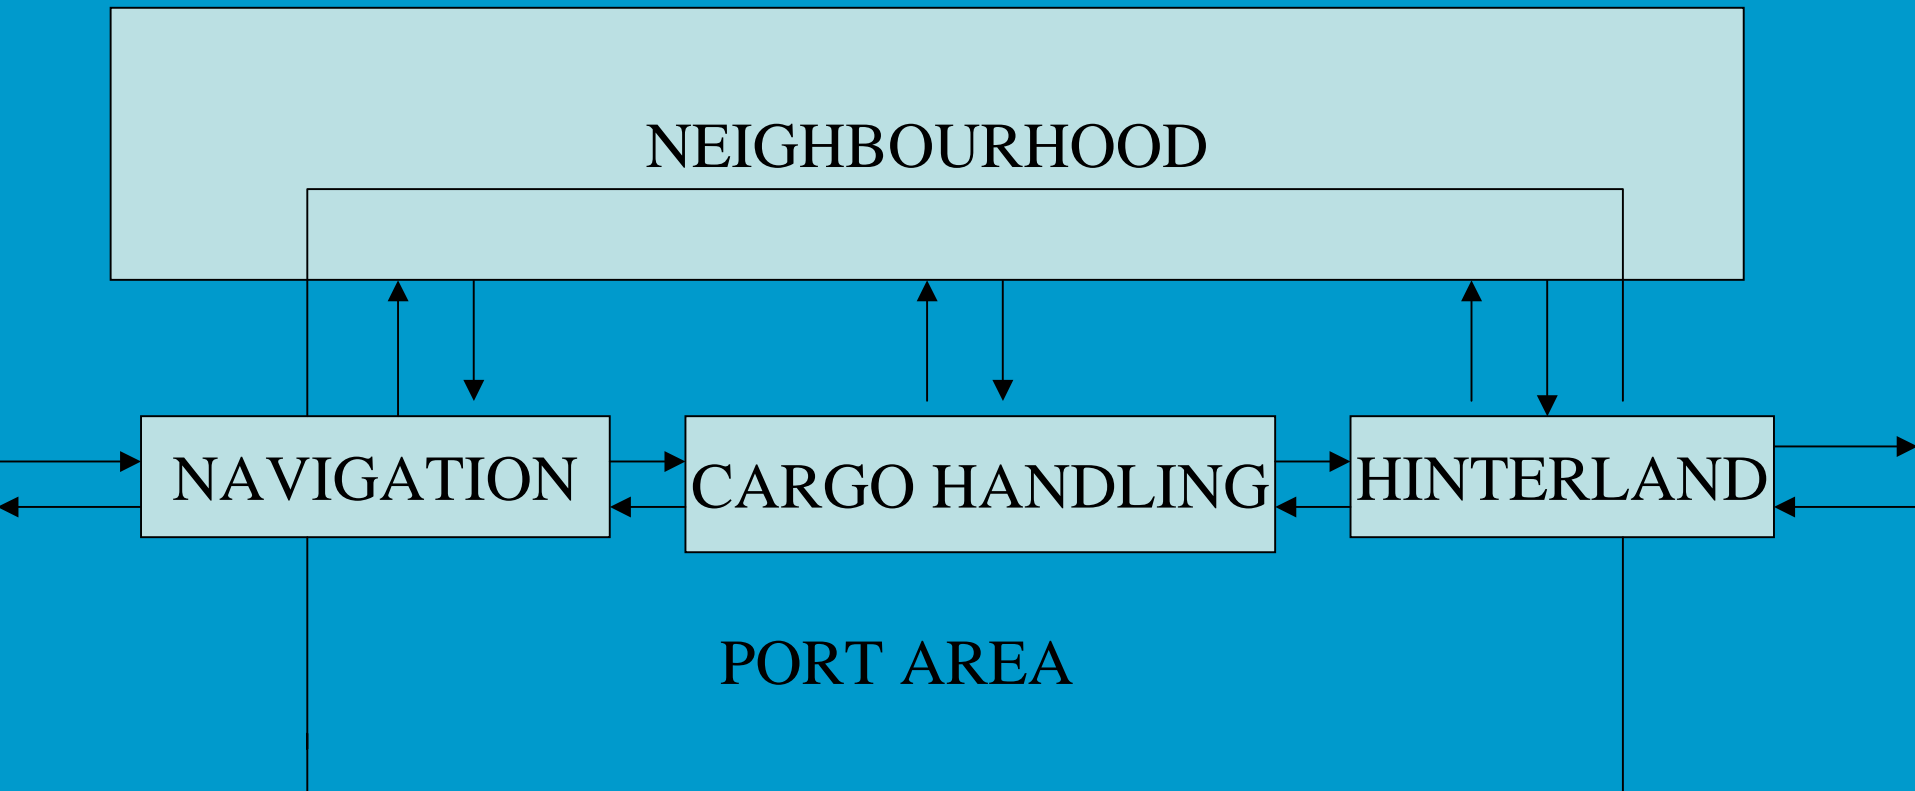 NEIGHBOURHOOD
NAVIGATION
CARGO HANDLING
HINTERLAND
PORT AREA